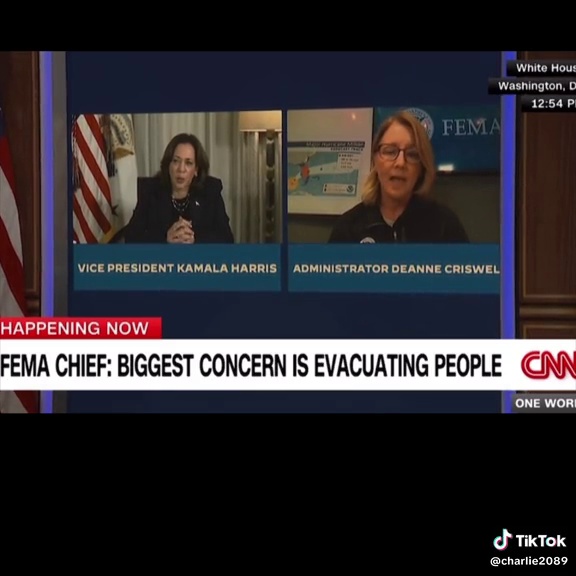 White Hous
Washington, D
12:54 P
FEMA
VICE PRESIDENT KAMALA HARRIS
ADMINISTRATOR DEANNE CRISWEL
HAPPENING NOW
FEMA CHIEF: BIGGEST CONCERN IS EVACUATING PEOPLE
CNN
ONE WORL
TikTok
@charlie2089